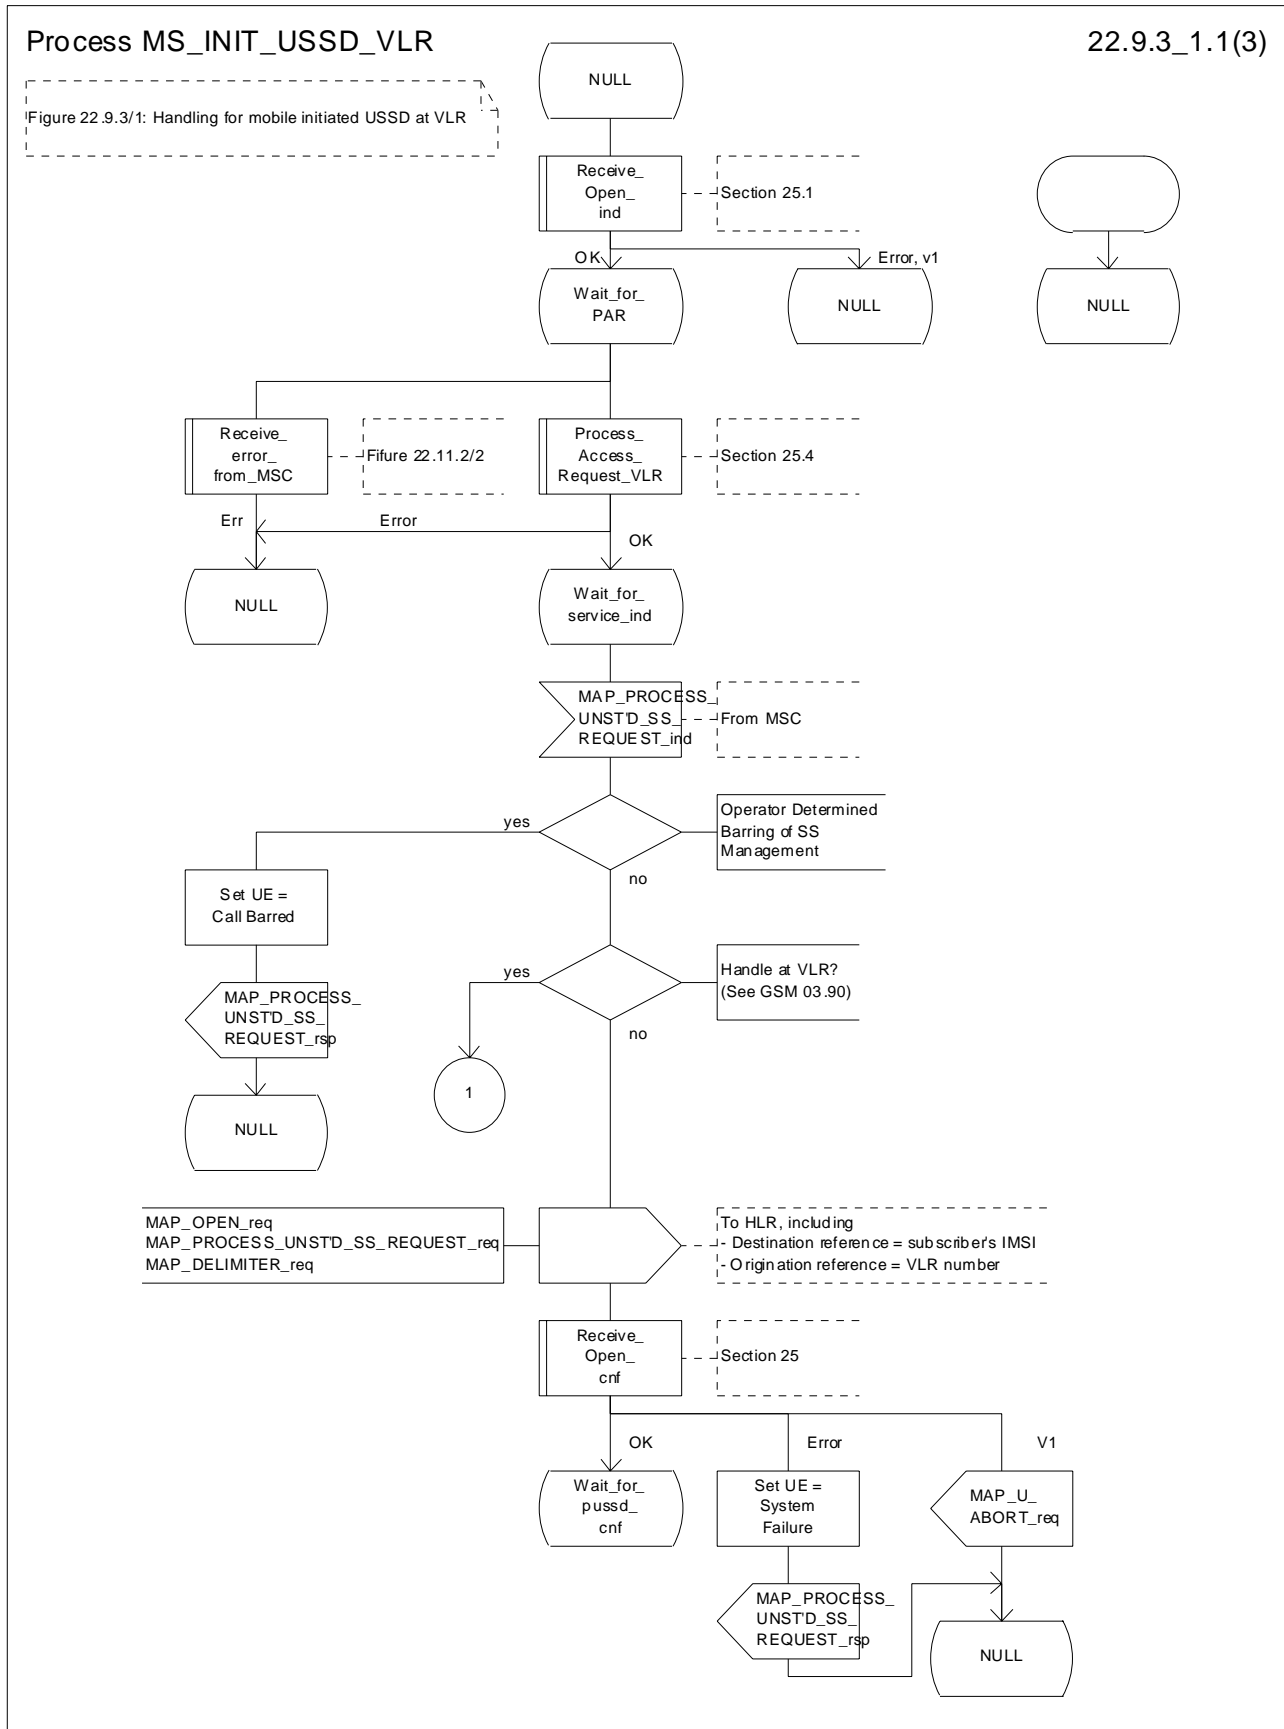 Process MS_INIT_USSD_VLR
22.9.3_1.1(3)
Figure 22.9.3/1: Handling for mobile initiated USSD at VLR
NULL
Receive_
Open_
ind
Section 25.1
OK
Error, v1
Wait_for_
PAR
NULL
NULL
Receive_
error_
from_MSC
Fifure 22.11.2/2
Process_
Access_
Request_VLR
Section 25.4
Err
Error
OK
NULL
Wait_for_
service_ind
MAP_PROCESS_
UNST'D_SS_
REQUEST_ind
From MSC
yes
Operator Determined
Barring of SS
Management
no
Set UE =
Call Barred
yes
Handle at VLR?
(See GSM 03.90)
no
MAP_PROCESS_
UNST'D_SS_
REQUEST_rsp
1
NULL
MAP_OPEN_req
MAP_PROCESS_UNST'D_SS_REQUEST_req
MAP_DELIMITER_req
To HLR, including
- Destination reference = subscriber's IMSI
- Origination reference = VLR number
Receive_
Open_
cnf
Section 25
OK
Error
V1
Wait_for_
pussd_
cnf
Set UE =
System
Failure
MAP_U_
ABORT_req
MAP_PROCESS_
UNST'D_SS_
REQUEST_rsp
NULL